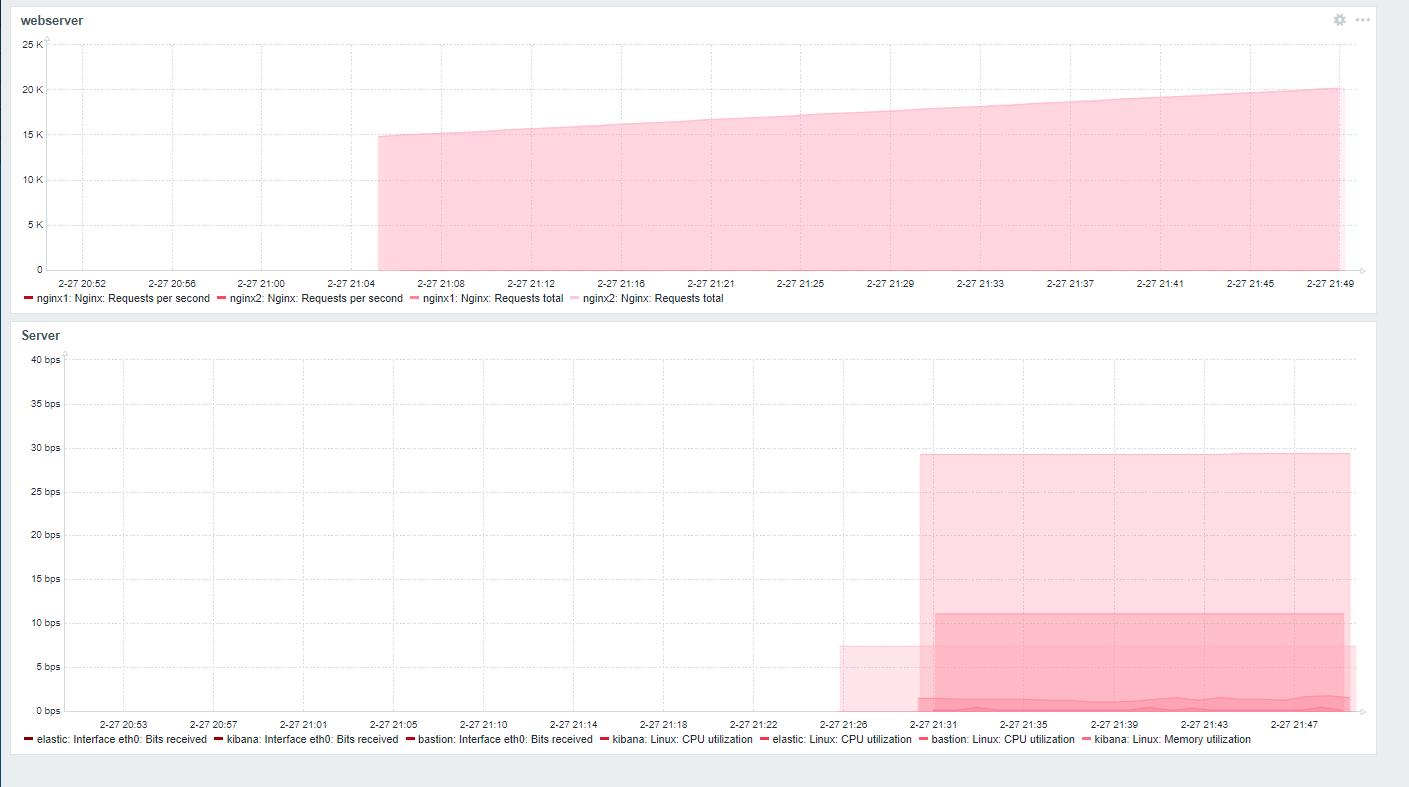 webserver
25 K
20 K
15 K
10 K
5 K
0
2-27 20:52 2-27 20:56 2-27 21:00 2-27 21:04 2-27 21:08 2-27 21:12 2-27 21:16 2-27 21:21 2-27 21:25 2-27 21:29 2-27 21:33 2-27 21:37 2-27 21:41 2-27 21:45 2-27 21:49
nginx1: Nginx: Requests per second nginx2: Nginx: Requests per second nginx1: Nginx: Requests total nginx2: Nginx: Requests total
Server
40 bps
35 bps
30 bps
25 bps
20 bps
15 bps
10 bps
5 bps
0 bps
2-27 20:53 2-27 20:57 2-27 21:01 2-27 21:05 2-27 21:10 2-27 21:14 2-27 21:18 2-27 21:22 2-27 21:26 2-27 21:31 2-27 21:35 2-27 21:39 2-27 21:43 2-27 21:47
elastic: Interface eth0: Bits received kibana: Interface eth0: Bits received bastion: Interface eth0: Bits received kibana: Linux: CPU utilization elastic: Linux: CPU utilization bastion: Linux: CPU utilization kibana: Linux: Memory utilization